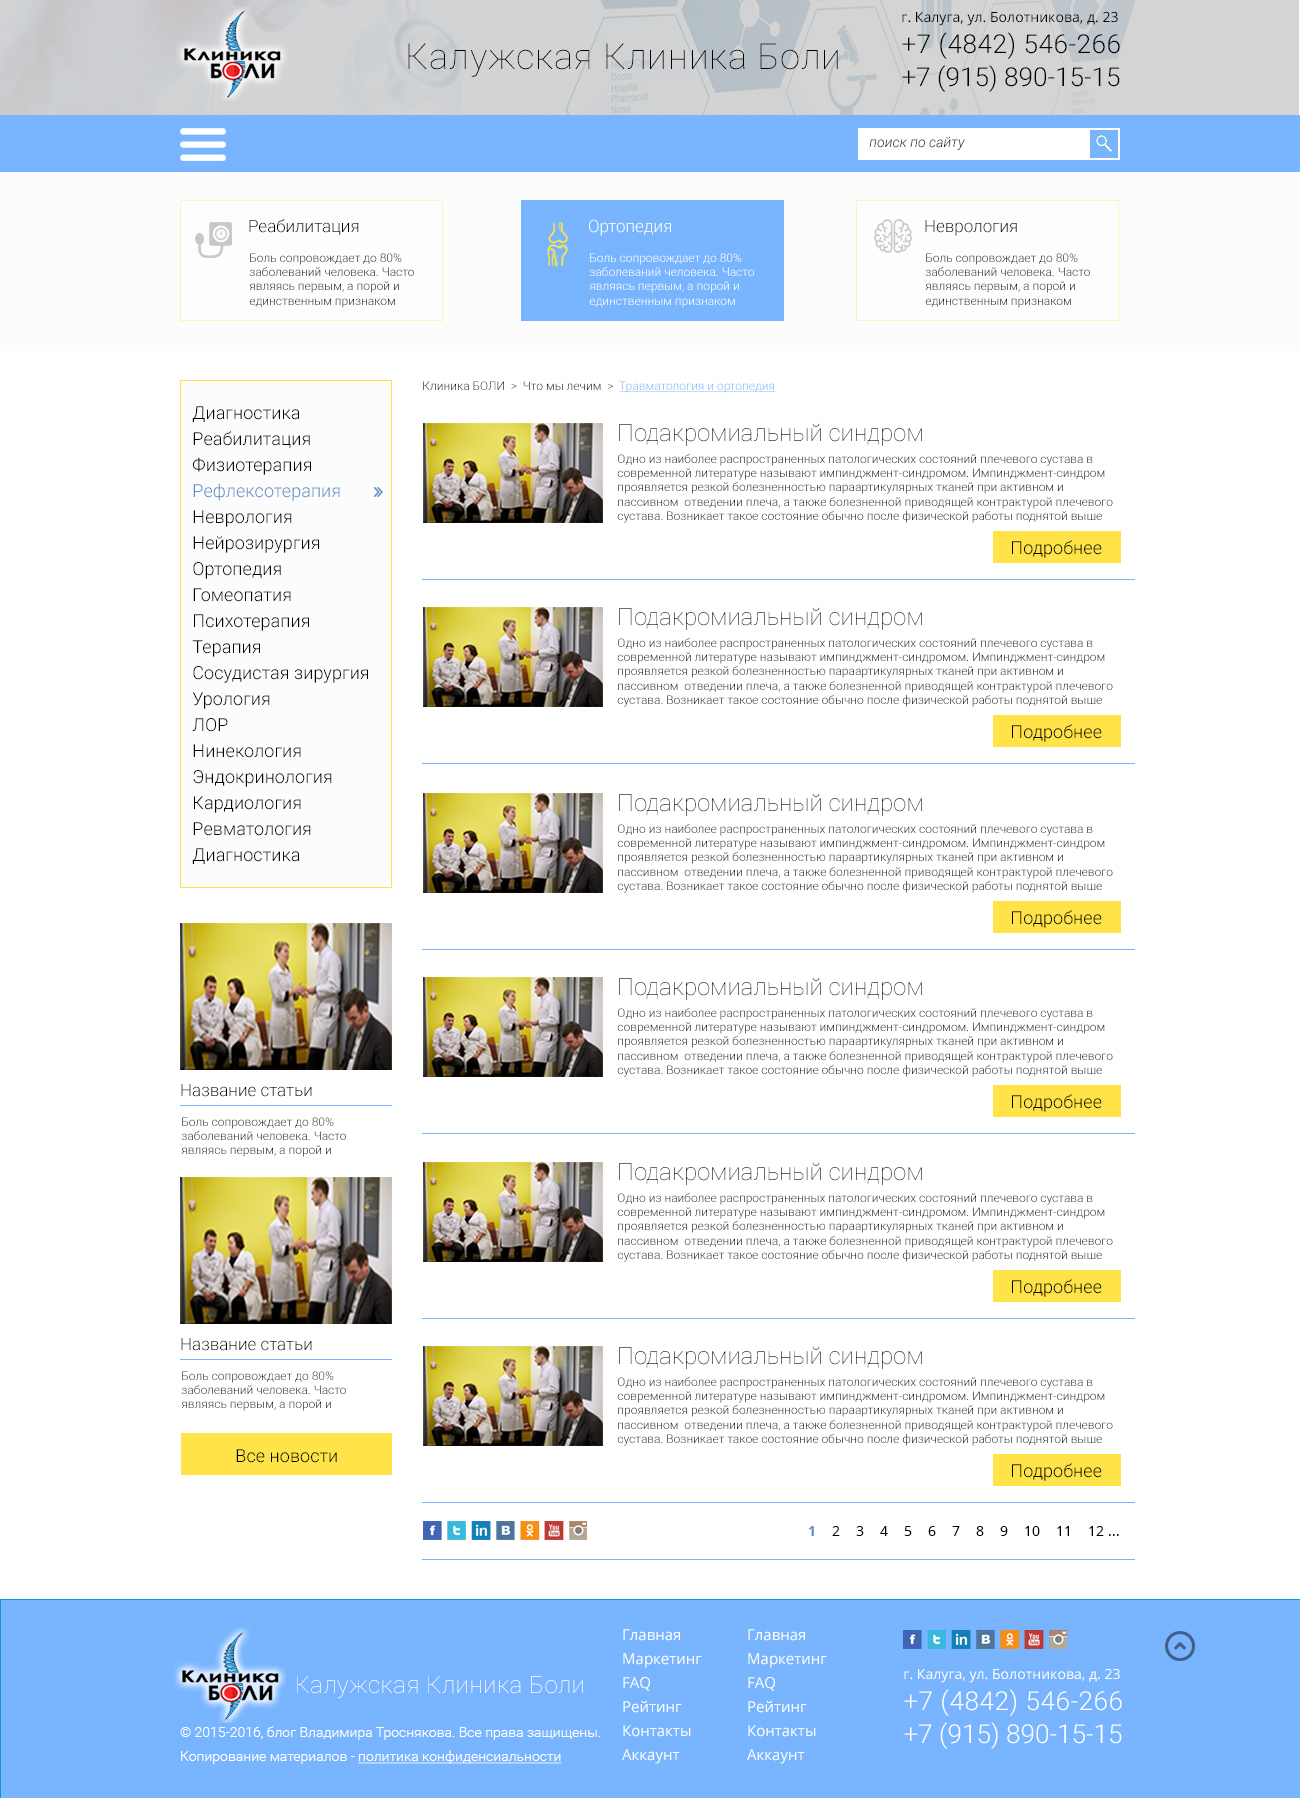 Клиника
БОЛИ
Калужская Клиника Боли
г. Калуга, ул. Болотникова, д. 23
+7 (4842) 546-266
+7 (915) 890-15-15
Doctor
Hospital
Pharmacist
Nurse
поиск по сайту
Реабилитация
Боль сопровождает до 80%
заболеваний человека. Часто
являясь первым, а порой и
единственным признаком
Ортопедия
Боль сопровождает до 80%
заболеваний человека. Часто
являясь первым, а порой и
единственным признаком
Неврология
Боль сопровождает до 80%
заболеваний человека. Часто
являясь первым, а порой и
единственным признаком
Диагностика
Реабилитация
Физиотерапия
Рефлексотерапия »
Неврология
Нейрозирургия
Ортопедия
Гомеопатия
Психотерапия
Терапия
Сосудистая зирургия
Урология
ЛОР
Нинекология
Эндокринология
Кардиология
Ревматология
Диагностика
Название статьи
Боль сопровождает до 80%
заболеваний человека. Часто
являясь первым, а порой и
Название статьи
Боль сопровождает до 80%
заболеваний человека. Часто
являясь первым, а порой и
Все новости
Клиника БОЛИ > Что мы лечим > Травматология и ортопедия
Подакромиальный синдром
Одно из наиболее распространенных патологических состояний плечевого сустава в
современной литературе называют импинджмент-синдромом. Импинджмент-синдром
проявляется резкой болезненностью параартикулярных тканей при активном и
пассивном отведении плеча, а также болезненной приводящей контрактурой плечевого
сустава. Возникает такое состояние обычно после физической работы поднятой выше
Подробнее
Подакромиальный синдром
Одно из наиболее распространенных патологических состояний плечевого сустава в
современной литературе называют импинджмент-синдромом. Импинджмент-синдром
проявляется резкой болезненностью параартикулярных тканей при активном и
пассивном отведении плеча, а также болезненной приводящей контрактурой плечевого
сустава. Возникает такое состояние обычно после физической работы поднятой выше
Подробнее
Подакромиальный синдром
Одно из наиболее распространенных патологических состояний плечевого сустава в
современной литературе называют импинджмент-синдромом. Импинджмент-синдром
проявляется резкой болезненностью параартикулярных тканей при активном и
пассивном отведении плеча, а также болезненной приводящей контрактурой плечевого
сустава. Возникает такое состояние обычно после физической работы поднятой выше
Подробнее
Подакромиальный синдром
Одно из наиболее распространенных патологических состояний плечевого сустава в
современной литературе называют импинджмент-синдромом. Импинджмент-синдром
проявляется резкой болезненностью параартикулярных тканей при активном и
пассивном отведении плеча, а также болезненной приводящей контрактурой плечевого
сустава. Возникает такое состояние обычно после физической работы поднятой выше
Подробнее
Подакромиальный синдром
Одно из наиболее распространенных патологических состояний плечевого сустава в
современной литературе называют импинджмент-синдромом. Импинджмент-синдром
проявляется резкой болезненностью параартикулярных тканей при активном и
пассивном отведении плеча, а также болезненной приводящей контрактурой плечевого
сустава. Возникает такое состояние обычно после физической работы поднятой выше
Подробнее
Подакромиальный синдром
Одно из наиболее распространенных патологических состояний плечевого сустава в
современной литературе называют импинджмент-синдромом. Импинджмент-синдром
проявляется резкой болезненностью параартикулярных тканей при активном и
пассивном отведении плеча, а также болезненной приводящей контрактурой плечевого
сустава. Возникает такое состояние обычно после физической работы поднятой выше
Подробнее
1 2 3 4 5 6 7 8 9 10 11 12 ...
Клиника
БОЛИ
Калужская Клиника Боли
© 2015-2016, блог Владимира Троснякова. Все права защищены.
Копирование материалов - политика конфиденсиальности
Главная
Маркетинг
FAQ
Рейтинг
Контакты
Аккаунт
Главная
Маркетинг
FAQ
Рейтинг
Контакты
Аккаунт
г. Калуга, ул. Болотникова, д. 23
+7 (4842) 546-266
+7 (915) 890-15-15